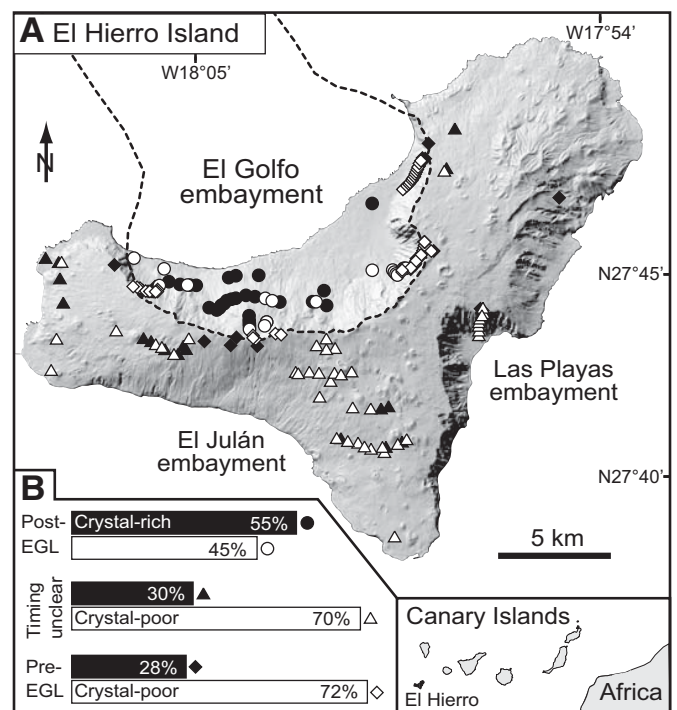 A El Hierro Island
W17°54'
W18°05'
N
El Golfo
embayment
N27°45'
Las Playas
embayment
El Julán
embayment
N27°40'
5 km
B
Post-
EGL
Crystal-rich 55%
45%
Timing
unclear
30%
Crystal-poor 70%
Pre-
EGL
28%
Crystal-poor 72%
Canary Islands
El Hierro
Africa